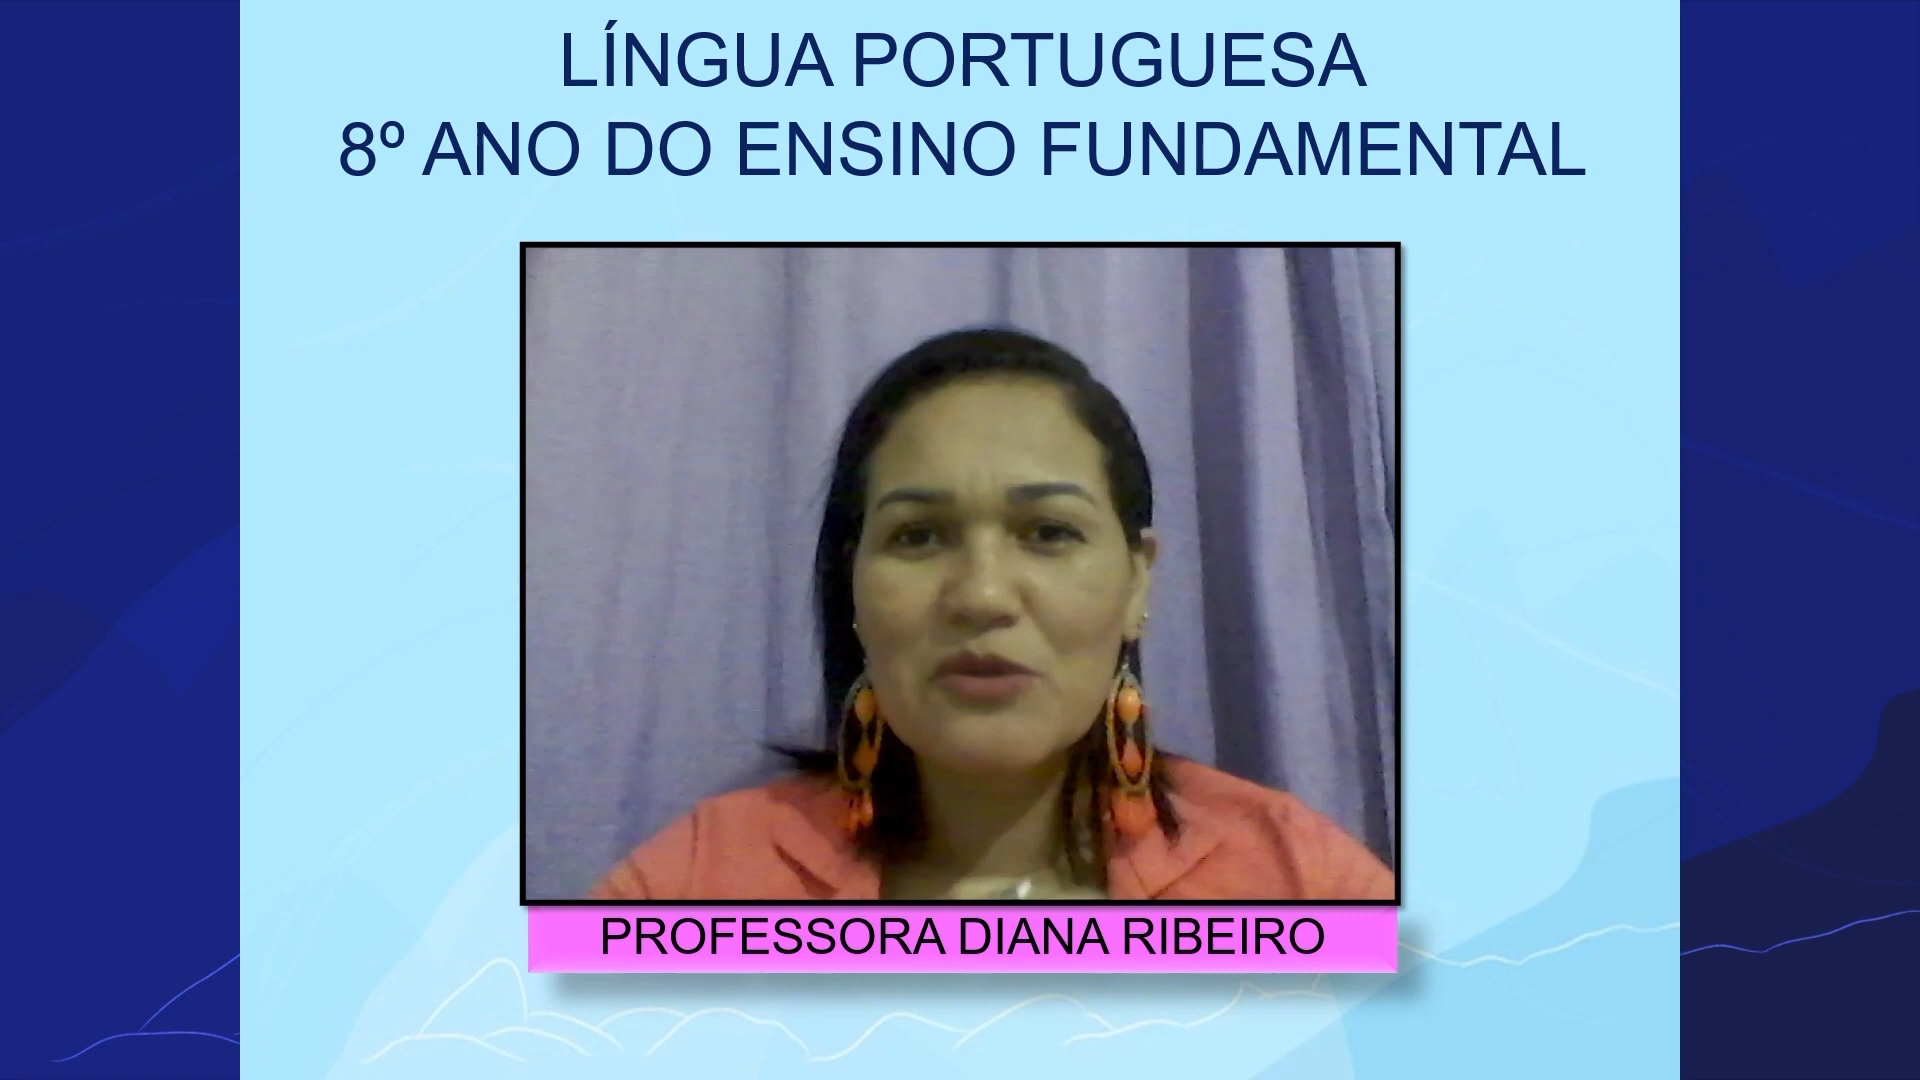 LÍNGUA PORTUGUESA
8º ANO DO ENSINO FUNDAMENTAL
PROFESSORA DIANA RIBEIRO